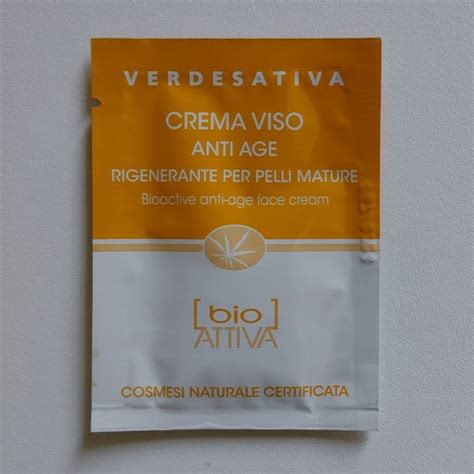 VERDESATIVA
CREMA VISO
ANTI AGE
RIGENERANTE PER PELLI MATURE
Bioactive anti-age face cream
[bio]
ATTIVA
COSMESI NATURALE CERTIFICATA